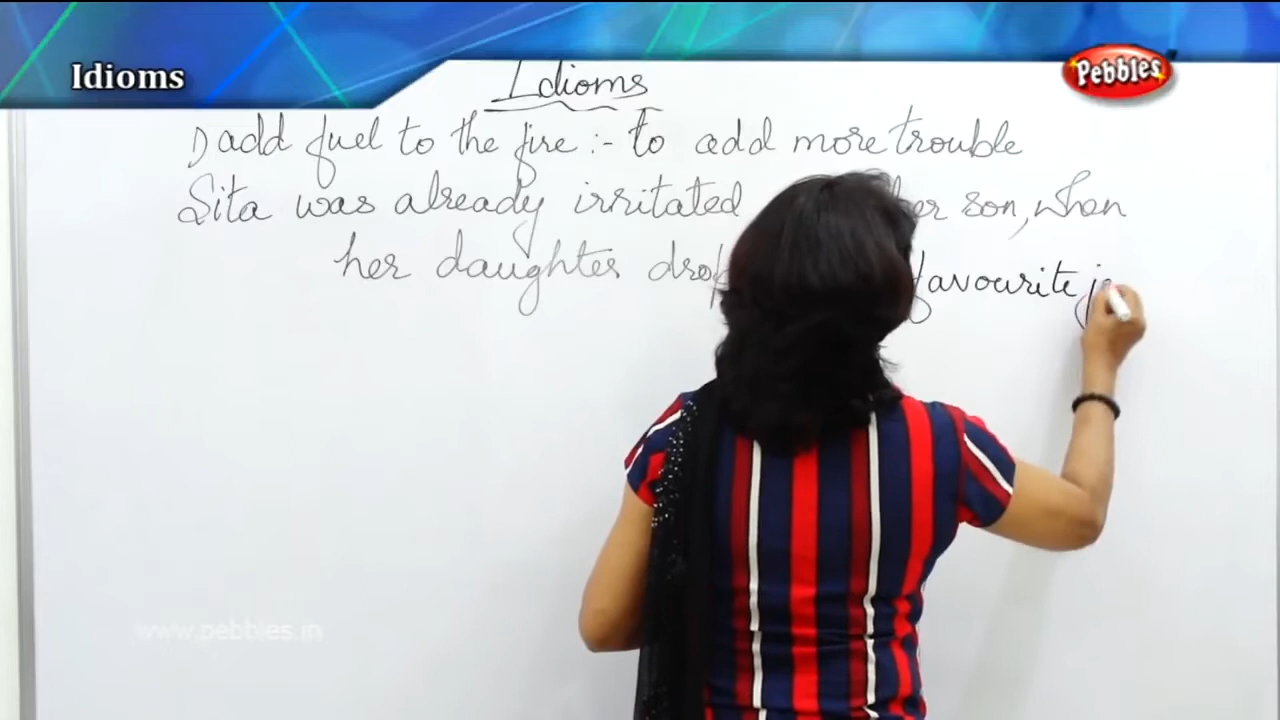 Idioms
Pebbles
Idioms
1) add fuel to the fire :- to add more trouble
Sita was already irritated her son, when
her daughter favourite
www.pebbles.in